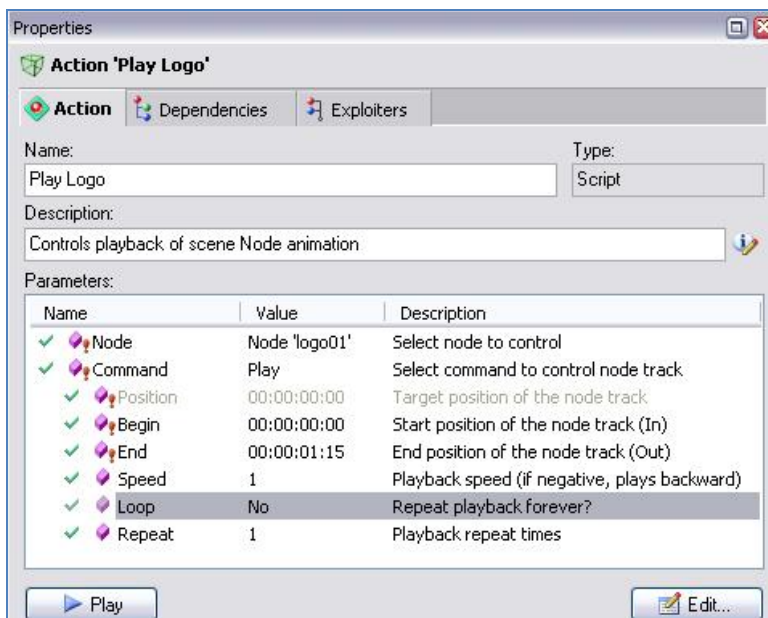 Properties
Action 'Play Logo'
Action Dependencies Exploiters
Name: Type:
Play Logo Script
Description:
Controls playback of scene Node animation
Parameters:
Name Value Description
Node Node 'logo01' Select node to control
Command Play Select command to control node track
Position 00:00:00:00 Target position of the node track
Begin 00:00:00:00 Start position of the node track (In)
End 00:00:01:15 End position of the node track (Out)
Speed 1 Playback speed (if negative, plays backward)
Loop No Repeat playback forever?
Repeat 1 Playback repeat times
Play Edit...